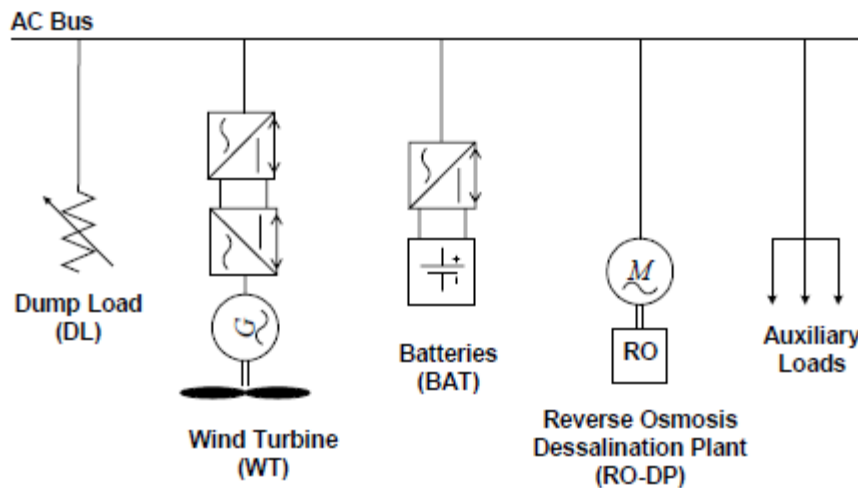 AC Bus
Dump Load
(DL)
G
Wind Turbine
(WT)
Batteries
(BAT)
M
RO
Reverse Osmosis
Dessalination Plant
(RO-DP)
Auxiliary
Loads